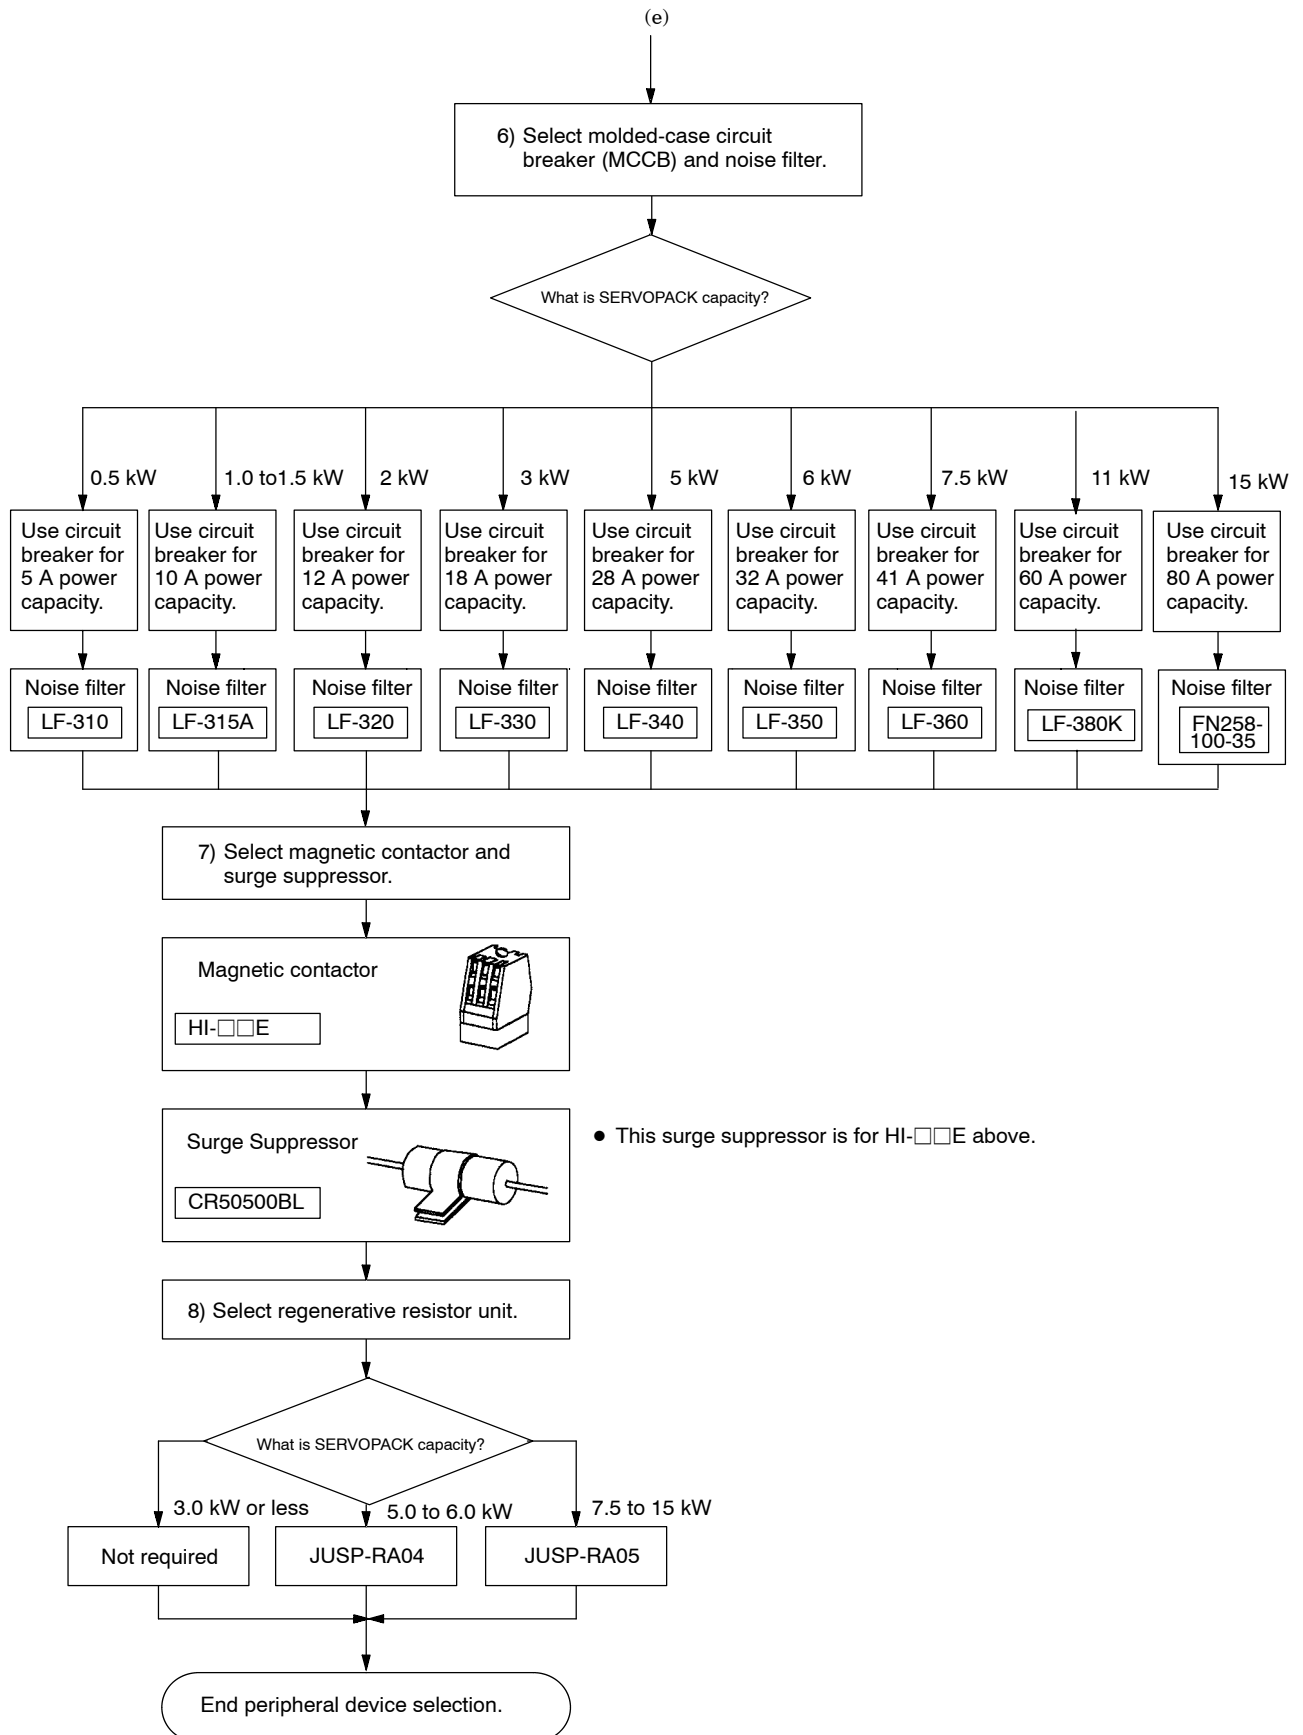 (e)
6) Select molded-case circuit
breaker (MCCB) and noise filter.
What is SERVOPACK capacity?
0.5 kW
1.0 to1.5 kW
2 kW
3 kW
5 kW
6 kW
7.5 kW
11 kW
15 kW
Use circuit
breaker for
5 A power
capacity.
Use circuit
breaker for
10 A power
capacity.
Use circuit
breaker for
12 A power
capacity.
Use circuit
breaker for
18 A power
capacity.
Use circuit
breaker for
28 A power
capacity.
Use circuit
breaker for
32 A power
capacity.
Use circuit
breaker for
41 A power
capacity.
Use circuit
breaker for
60 A power
capacity.
Use circuit
breaker for
80 A power
capacity.
Noise filter
LF-310
Noise filter
LF-315A
Noise filter
LF-320
Noise filter
LF-330
Noise filter
LF-340
Noise filter
LF-350
Noise filter
LF-360
Noise filter
LF-380K
Noise filter
FN258-
100-35
7) Select magnetic contactor and
surge suppressor.
Magnetic contactor
HI-□□E
Surge Suppressor
CR50500BL
● This surge suppressor is for HI-□□E above.
8) Select regenerative resistor unit.
What is SERVOPACK capacity?
3.0 kW or less
5.0 to 6.0 kW
7.5 to 15 kW
Not required
JUSP-RA04
JUSP-RA05
End peripheral device selection.